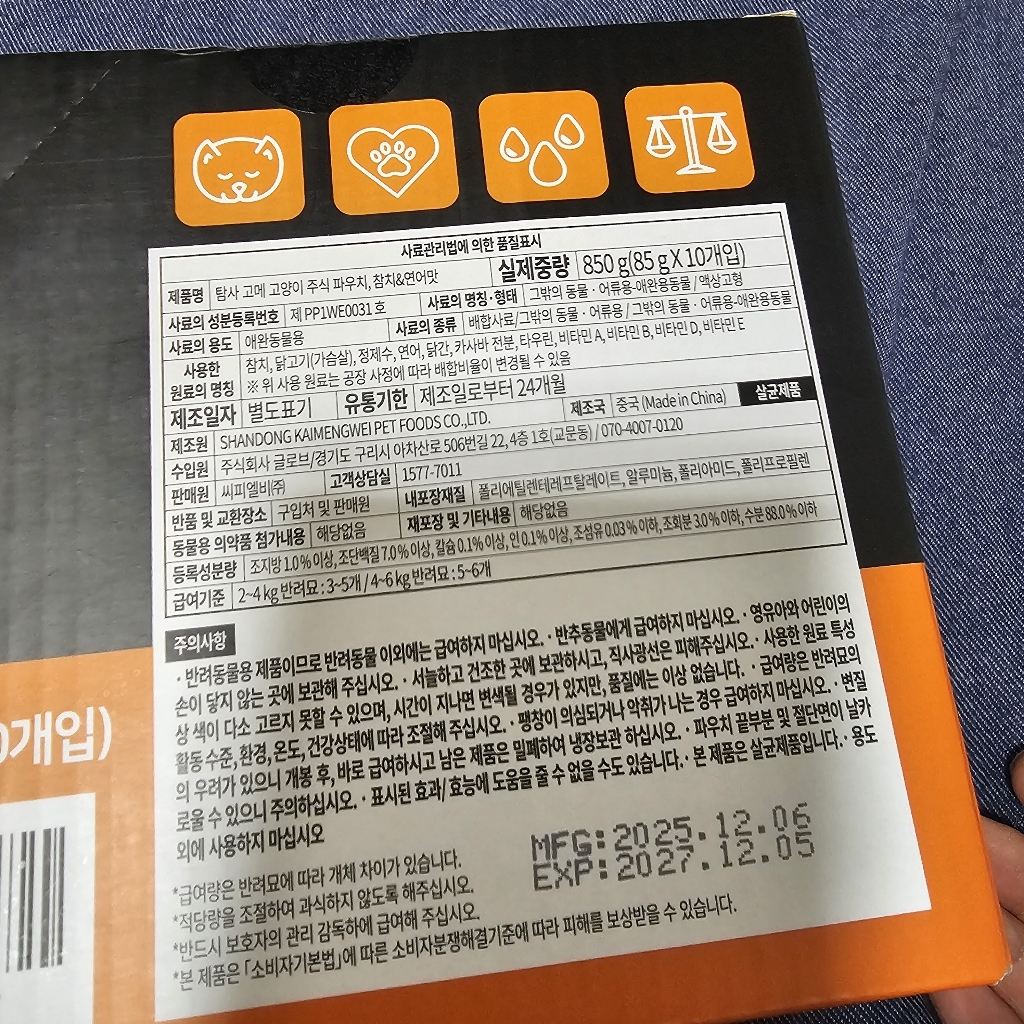 사료관리법에 의한 품질표시
제품명 탐사 고메 고양이 주식 파우치, 참치&연어맛 실제중량 850 g(85 g X 10개입)
사료의 성분등록번호 제 PP1WE0031 호 사료의 명칭·형태 그밖의 동물·어류용-애완용동물 / 액상고형
사료의 용도 애완동물용 사료의 종류 배합사료/그밖의 동물·어류용 / 그밖의 동물·어류용-애완용동물
사용한 원료의 명칭 참치, 닭고기(가슴살), 정제수, 연어, 닭간, 카사바 전분, 타우린, 비타민 A, 비타민 B, 비타민 D, 비타민 E
※ 위 사용 원료는 공장 사정에 따라 배합비율이 변경될 수 있음
제조일자 별도표기 유통기한 제조일로부터 24개월 살균제품
제조원 SHANDONG KAIMENGWEI PET FOODS CO.,LTD. 제조국 중국 (Made in China)
수입원 주식회사 글로브/경기도 구리시 아차산로 506번길 22, 4층 1호(교문동) / 070-4007-0120
판매원 씨피엘비㈜ 고객상담실 1577-7011
반품 및 교환장소 구입처 및 판매원 내포장재질 폴리에틸렌테레프탈레이트, 알루미늄, 폴리아미드, 폴리프로필렌
동물용 의약품 첨가내용 해당없음 재포장 및 기타내용 해당없음
등록성분량 조지방 1.0% 이상, 조단백질 7.0% 이상, 칼슘 0.1% 이상, 인 0.1% 이상, 조섬유 0.03% 이하, 조회분 3.0% 이하, 수분 88.0% 이하
급여기준 2~4 kg 반려묘 : 3~5개 / 4~6 kg 반려묘 : 5~6개
주의사항
· 반려동물용 제품이므로 반려동물 이외에는 급여하지 마십시오. · 반추동물에게 급여하지 마십시오. · 영유아와 어린이의
손이 닿지 않는 곳에 보관해 주십시오. · 서늘하고 건조한 곳에 보관하시고, 직사광선은 피해주십시오. · 사용한 원료 특성
상 색이 다소 고르지 못할 수 있으며, 시간이 지나면 변색될 경우가 있지만, 품질에는 이상 없습니다. · 급여량은 반려묘의
활동 수준, 환경, 온도, 건강상태에 따라 조절해 주십시오. · 팽창이 의심되거나 악취가 나는 경우 급여하지 마십시오. · 변질
의 우려가 있으니 개봉 후, 바로 급여하시고 남은 제품은 밀폐하여 냉장보관 하십시오. · 파우치 끝부분 및 절단면이 날카
로울 수 있으니 주의하십시오. · 표시된 효과/ 효능에 도움을 줄 수 없을 수도 있습니다. · 본 제품은 살균제품입니다. · 용도
외에 사용하지 마십시오
MFG:2025.12.06
EXP:2027.12.05
*급여량은 반려묘에 따라 개체 차이가 있습니다.
*적당량을 조절하여 과식하지 않도록 해주십시오.
*반드시 보호자의 관리 감독하에 급여해 주십시오.
*본 제품은 「소비자기본법」에 따른 소비자분쟁해결기준에 따라 피해를 보상받을 수 있습니다.
0개입)